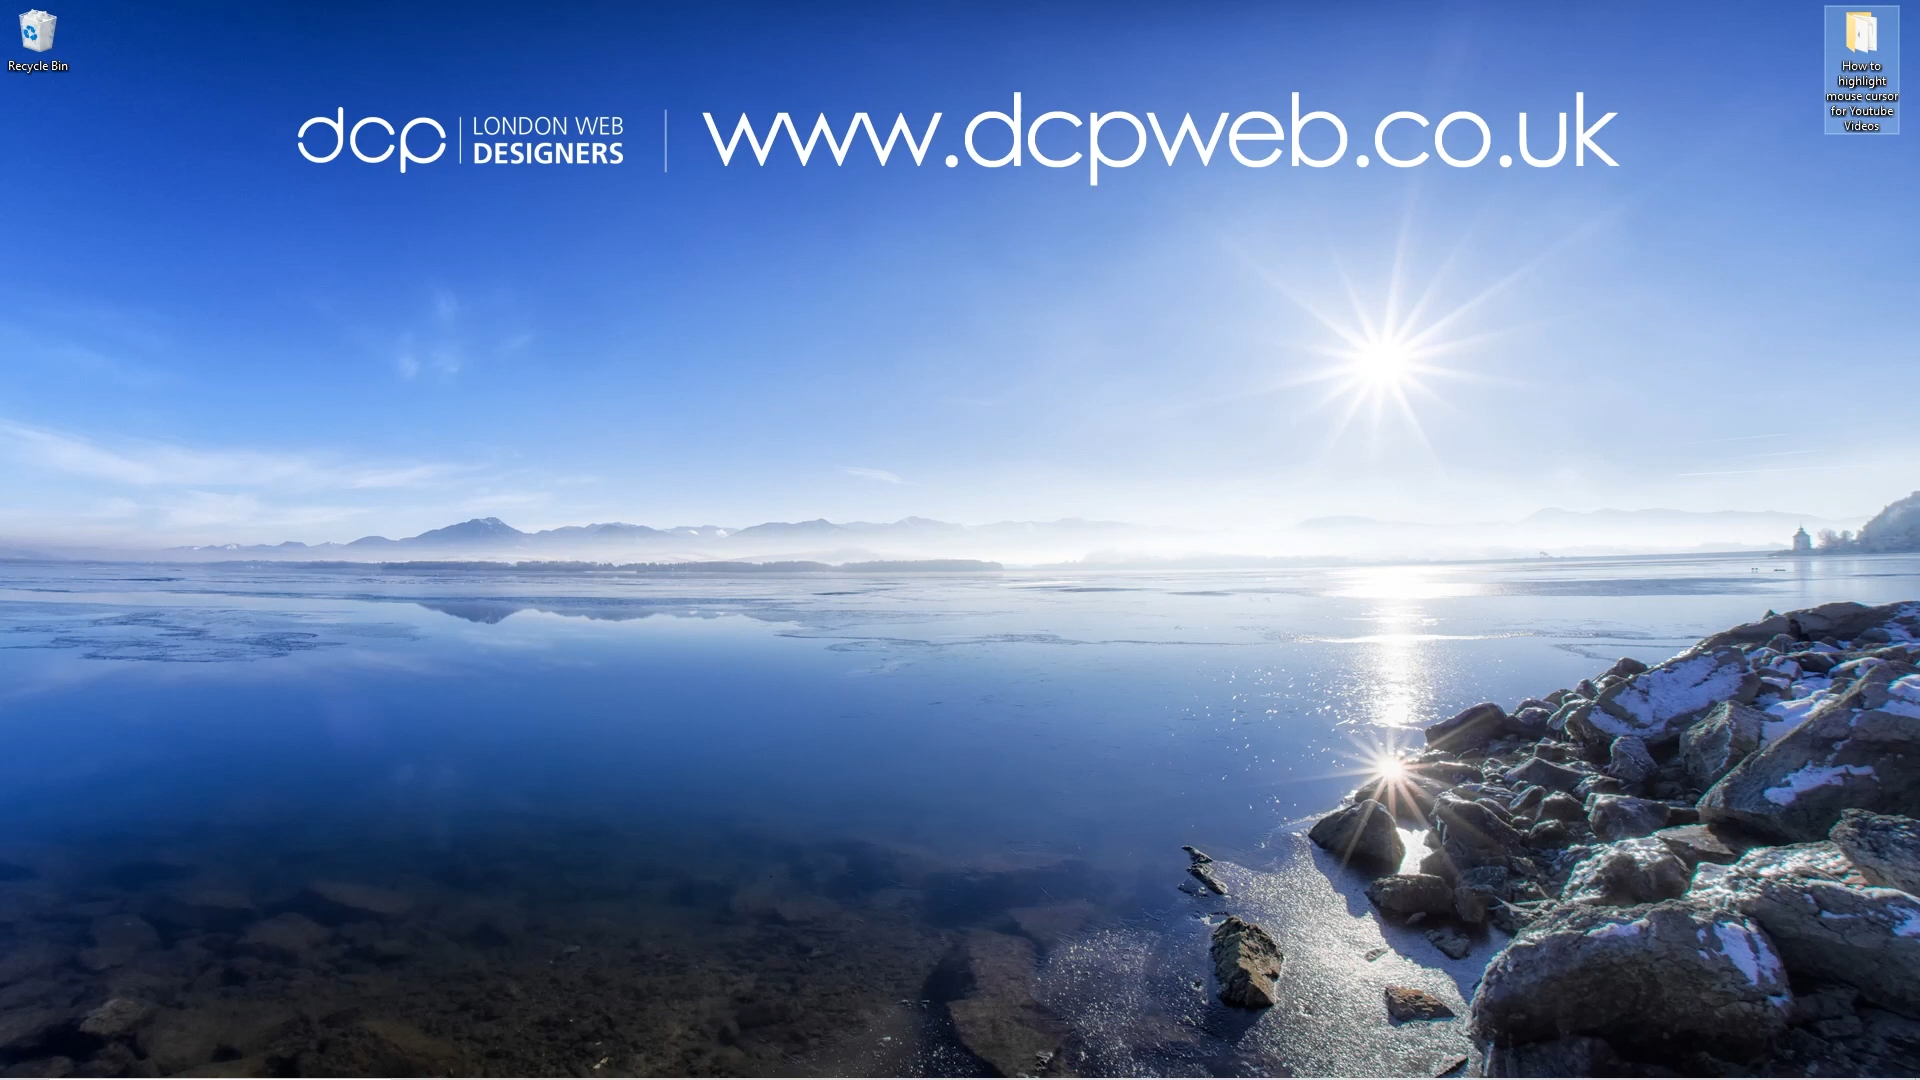 Recycle Bin
dcp
LONDON WEB
DESIGNERS
www.dcpweb.co.uk
How to
highlight
mouse cursor
for Youtube
Videos